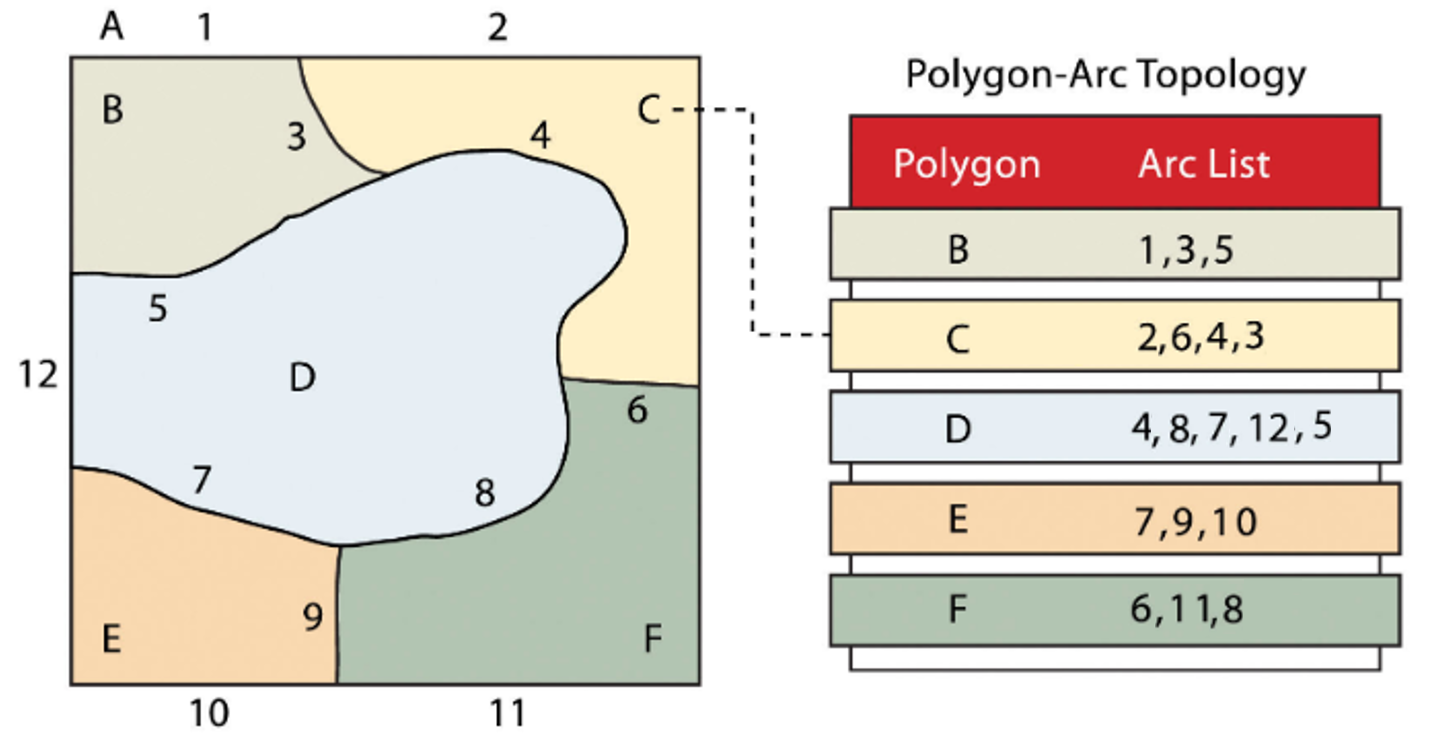 A 1 2
B
C
3
4
5
12
D
6
7
8
9
E
F
10 11
Polygon-Arc Topology
Polygon Arc List
B 1,3,5
C 2,6,4,3
D 4, 8, 7, 12, 5
E 7,9,10
F 6,11,8